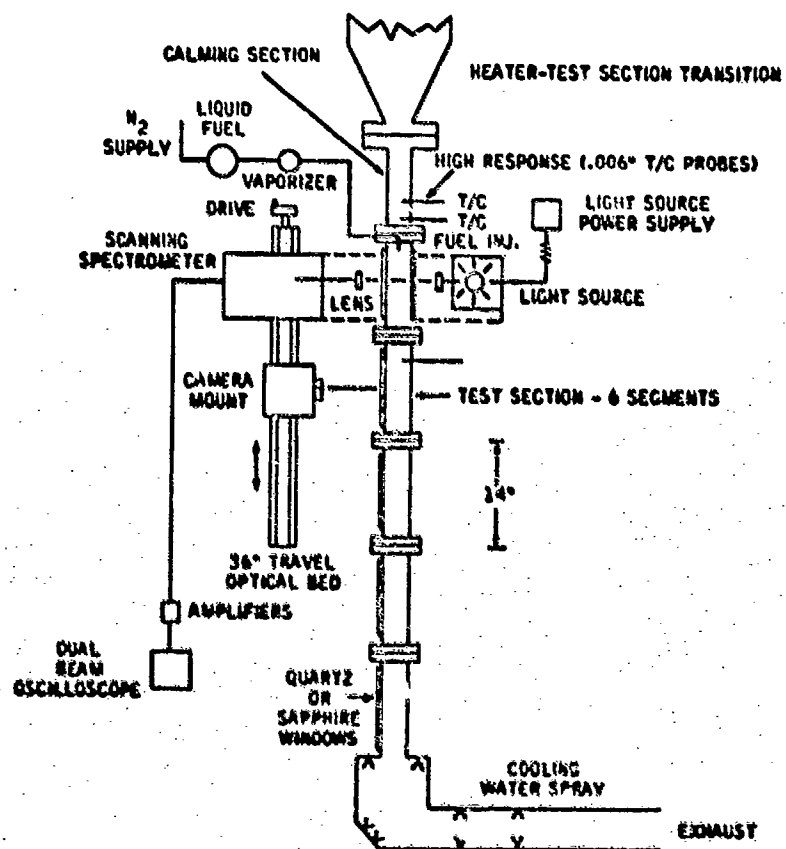 CALMING SECTION
HEATER-TEST SECTION TRANSITION
N2
SUPPLY
LIQUID
FUEL
VAPORIZER
HIGH RESPONSE (.006" T/C PROBES)
T/C
T/C
LIGHT SOURCE
POWER SUPPLY
DRIVE
FUEL INJ.
SCANNING
SPECTROMETER
LENS
LIGHT SOURCE
CAMERA
MOUNT
TEST SECTION - 6 SEGMENTS
14"
36" TRAVEL
OPTICAL BED
AMPLIFIERS
DUAL
BEAM
OSCILLOSCOPE
QUARTZ
OR
SAPPHIRE
WINDOWS
COOLING
WATER SPRAY
EXHAUST